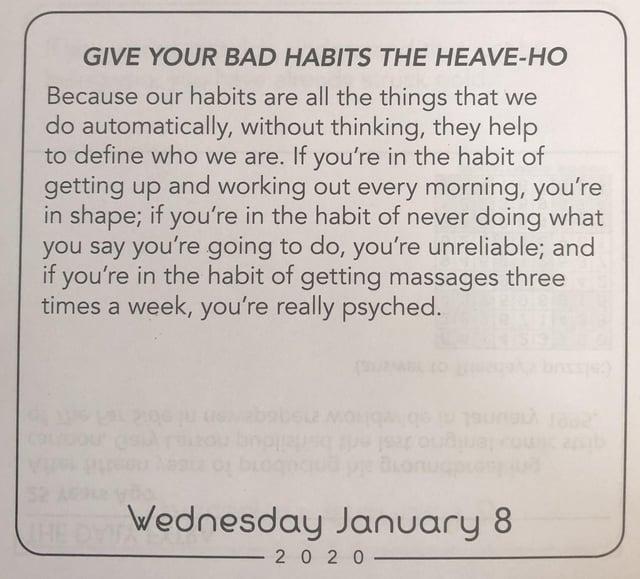 GIVE YOUR BAD HABITS THE HEAVE-HO
Because our habits are all the things that we
do automatically, without thinking, they help
to define who we are. If you're in the habit of
getting up and working out every morning, you're
in shape; if you're in the habit of never doing what
you say you're going to do, you're unreliable; and
if you're in the habit of getting massages three
times a week, you're really psyched.
Wednesday January 8
2020